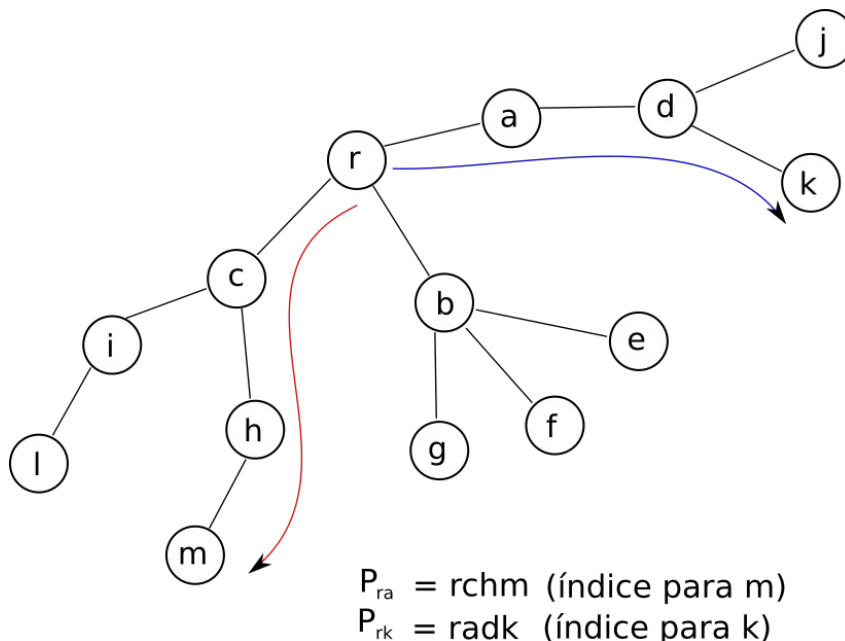 j
a
d
r
k
c
b
i
e
h
f
g
l
m
P_ra = rchm (índice para m)
P_rk = radk (índice para k)